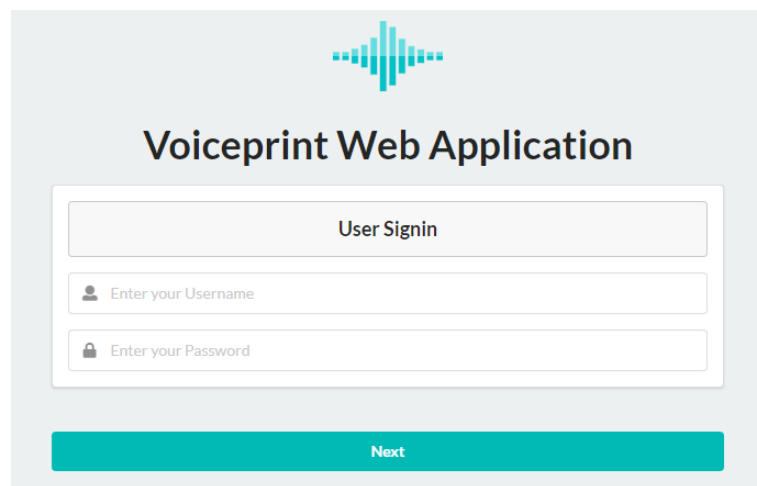 Voiceprint Web Application
User Signin
Enter your Username
Enter your Password
Next